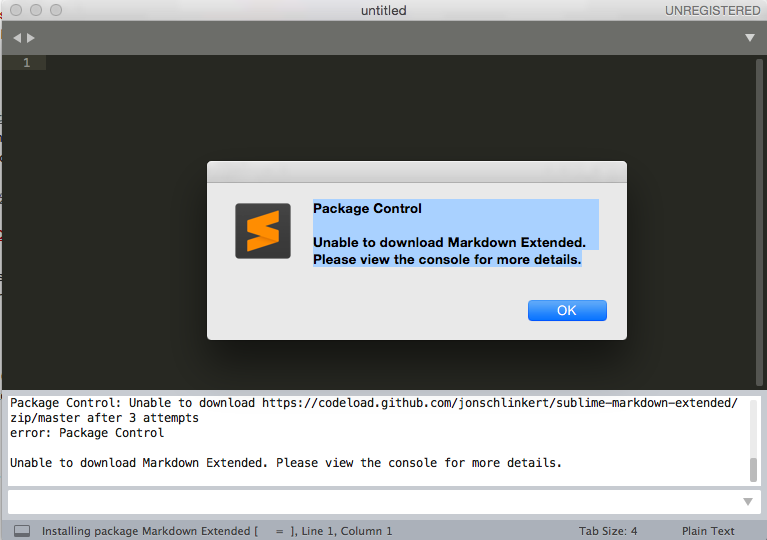 untitled
UNREGISTERED
1
Package Control
Unable to download Markdown Extended.
Please view the console for more details.
OK
Package Control: Unable to download https://codeload.github.com/jonschlinkert/sublime-markdown-extended/
zip/master after 3 attempts
error: Package Control
Unable to download Markdown Extended. Please view the console for more details.
Installing package Markdown Extended [   = ], Line 1, Column 1
Tab Size: 4
Plain Text